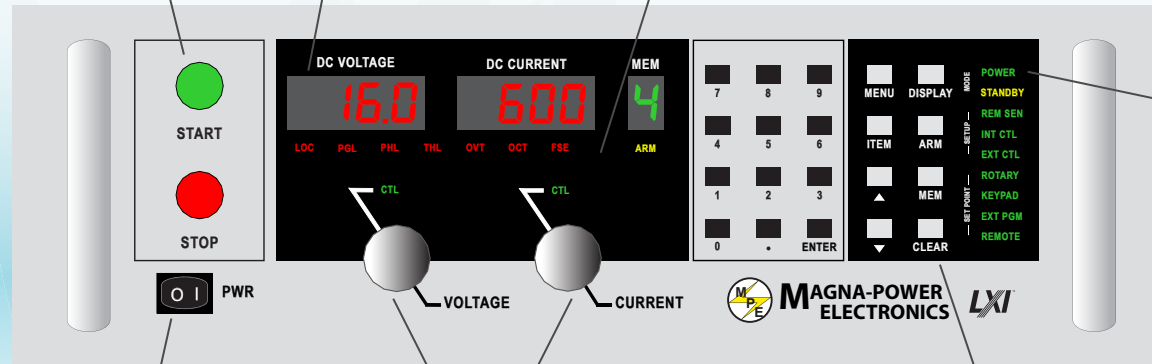 START
STOP
O I PWR
DC VOLTAGE DC CURRENT MEM
16.0 600 4
LOC PGL PHL THL OVT OCT FSE ARM
CTL CTL
VOLTAGE CURRENT
7 8 9
4 5 6
1 2 3
0 . ENTER
MENU DISPLAY
ITEM ARM
▲ MEM
▼ CLEAR
MODE
SETUP
SET POINT
POWER
STANDBY
REM SEN
INT CTL
EXT CTL
ROTARY
KEYPAD
EXT PGM
REMOTE
MPE
MAGNA-POWER
ELECTRONICS
LXI